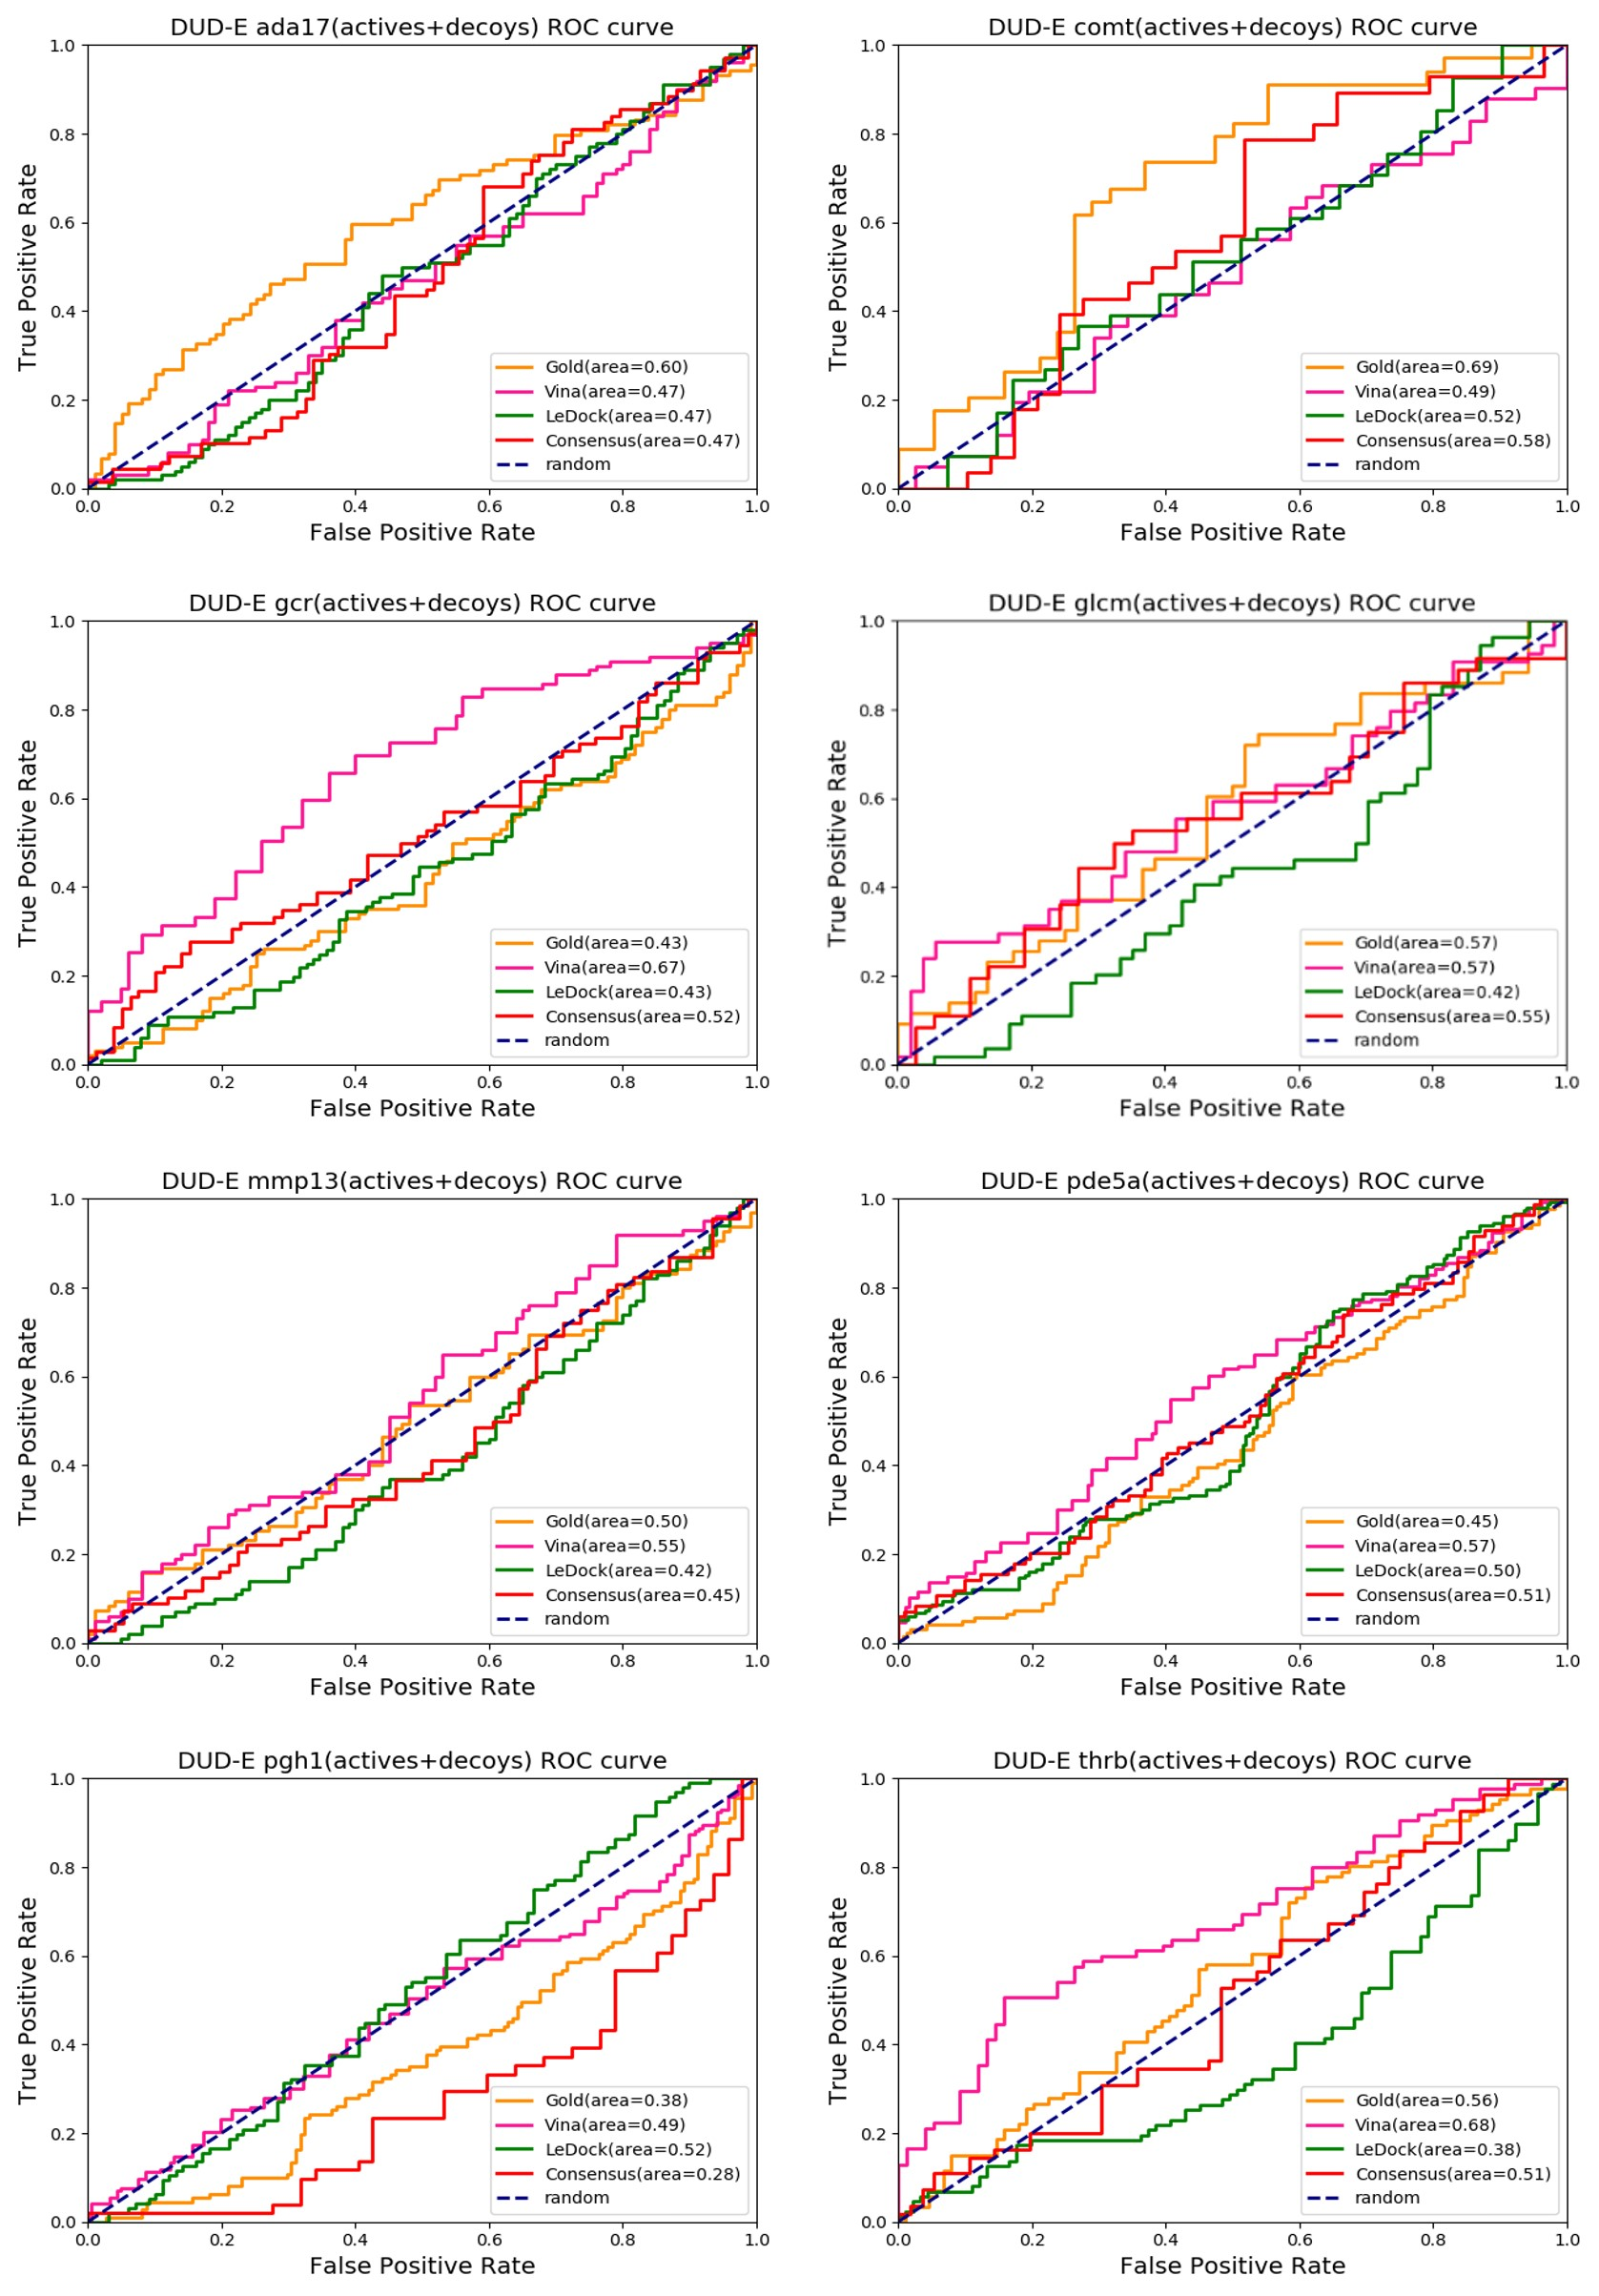 DUD-E ada17(actives+decoys) ROC curve
1.0
0.8
0.6
0.4
0.2
0.0
True Positive Rate
Gold(area=0.60)
Vina(area=0.47)
LeDock(area=0.47)
Consensus(area=0.47)
random
0.0 0.2 0.4 0.6 0.8 1.0
False Positive Rate
DUD-E comt(actives+decoys) ROC curve
1.0
0.8
0.6
0.4
0.2
0.0
True Positive Rate
Gold(area=0.69)
Vina(area=0.49)
LeDock(area=0.52)
Consensus(area=0.58)
random
0.0 0.2 0.4 0.6 0.8 1.0
False Positive Rate
DUD-E gcr(actives+decoys) ROC curve
1.0
0.8
0.6
0.4
0.2
0.0
True Positive Rate
Gold(area=0.43)
Vina(area=0.67)
LeDock(area=0.43)
Consensus(area=0.52)
random
0.0 0.2 0.4 0.6 0.8 1.0
False Positive Rate
DUD-E glcm(actives+decoys) ROC curve
1.0
0.8
0.6
0.4
0.2
0.0
True Positive Rate
Gold(area=0.57)
Vina(area=0.57)
LeDock(area=0.42)
Consensus(area=0.55)
random
0.0 0.2 0.4 0.6 0.8 1.0
False Positive Rate
DUD-E mmp13(actives+decoys) ROC curve
1.0
0.8
0.6
0.4
0.2
0.0
True Positive Rate
Gold(area=0.50)
Vina(area=0.55)
LeDock(area=0.42)
Consensus(area=0.45)
random
0.0 0.2 0.4 0.6 0.8 1.0
False Positive Rate
DUD-E pde5a(actives+decoys) ROC curve
1.0
0.8
0.6
0.4
0.2
0.0
True Positive Rate
Gold(area=0.45)
Vina(area=0.57)
LeDock(area=0.50)
Consensus(area=0.51)
random
0.0 0.2 0.4 0.6 0.8 1.0
False Positive Rate
DUD-E pgh1(actives+decoys) ROC curve
1.0
0.8
0.6
0.4
0.2
0.0
True Positive Rate
Gold(area=0.38)
Vina(area=0.49)
LeDock(area=0.52)
Consensus(area=0.28)
random
0.0 0.2 0.4 0.6 0.8 1.0
False Positive Rate
DUD-E thrb(actives+decoys) ROC curve
1.0
0.8
0.6
0.4
0.2
0.0
True Positive Rate
Gold(area=0.56)
Vina(area=0.68)
LeDock(area=0.38)
Consensus(area=0.51)
random
0.0 0.2 0.4 0.6 0.8 1.0
False Positive Rate